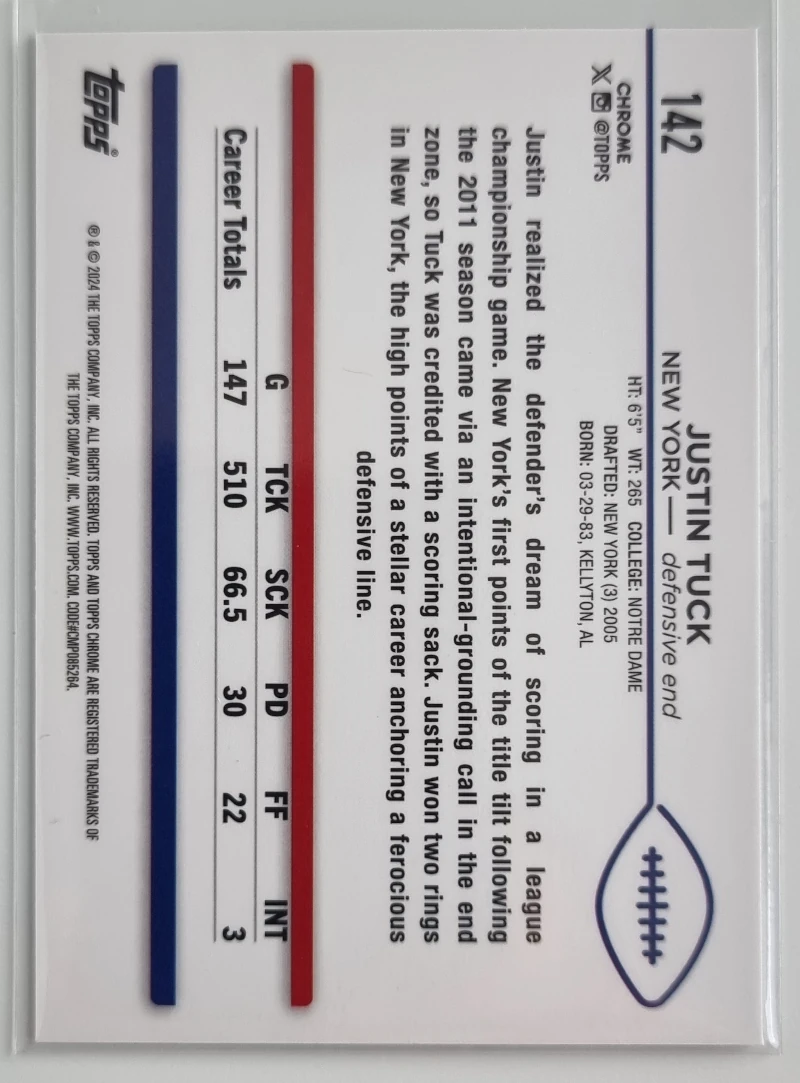 142
JUSTIN TUCK
NEW YORK — defensive end
CHROME
X @TOPPS
HT: 6'5" WT: 265 COLLEGE: NOTRE DAME
DRAFTED: NEW YORK (3) 2005
BORN: 03-29-83, KELLYTON, AL
Justin realized the defender's dream of scoring in a league
championship game. New York's first points of the title tilt following
the 2011 season came via an intentional-grounding call in the end
zone, so Tuck was credited with a scoring sack. Justin won two rings
in New York, the high points of a stellar career anchoring a ferocious
defensive line.
G TCK SCK PD FF INT
Career Totals 147 510 66.5 30 22 3
topps®
® & © 2024 THE TOPPS COMPANY, INC. ALL RIGHTS RESERVED. TOPPS AND TOPPS CHROME ARE REGISTERED TRADEMARKS OF
THE TOPPS COMPANY, INC. WWW.TOPPS.COM. CODE#CMP085264.